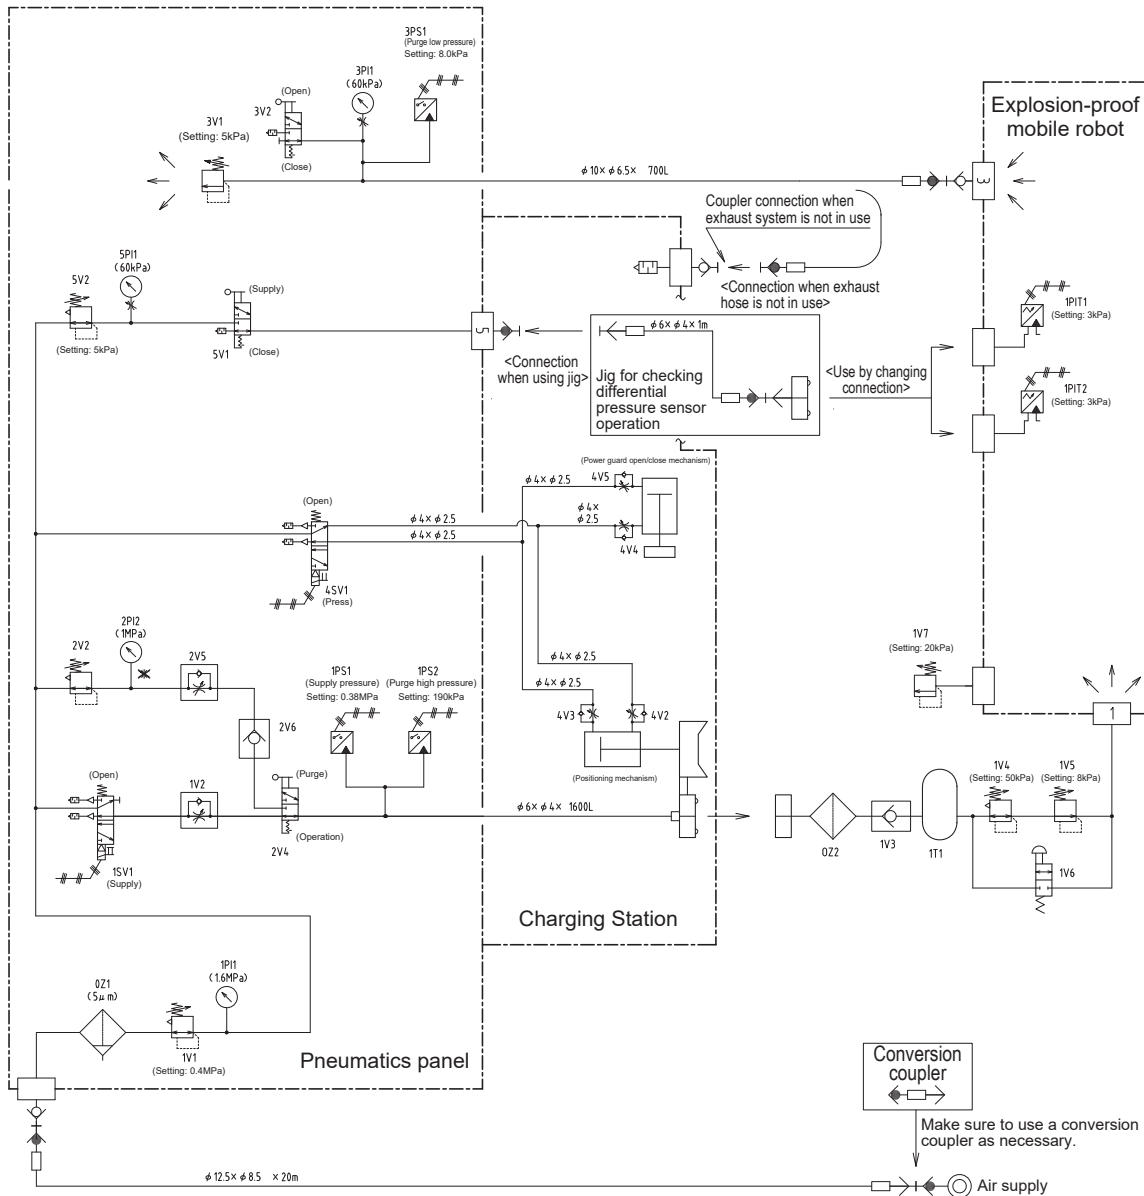 3PS1
(Purge low pressure)
Setting: 8.0kPa
3PI1
(60kPa)
(Open)
3V2
3V1
(Setting: 5kPa)
(Close)
Explosion-proof
mobile robot
φ10×φ6.5× 700L
3
Coupler connection when
exhaust system is not in use
5PI1
(60kPa)
5V2
(Supply)
<Connection when exhaust
hose is not in use>
1PIT1
(Setting: 3kPa)
φ6×φ4×1m
5
(Setting: 5kPa)
5V1
(Close)
<Connection
when using jig>
Jig for checking
differential
pressure sensor
operation
<Use by changing
connection>
1PIT2
(Setting: 3kPa)
(Power guard open/close mechanism)
φ4×φ2.5
4V5
(Open)
φ4×φ2.5
φ4×
φ2.5
φ4×φ2.5
4V4
4SV1
(Press)
2PI2
(1MPa)
2V2
2V5
1PS1
(Supply pressure)
Setting: 0.38MPa
1PS2
(Purge high pressure)
Setting: 190kPa
φ4×φ2.5
φ4×φ2.5
1V7
(Setting: 20kPa)
4V3
4V2
1
2V6
(Positioning mechanism)
(Open)
1V2
(Purge)
1V4
(Setting: 50kPa)
1V5
(Setting: 8kPa)
φ6×φ4× 1600L
(Operation)
2V4
1SV1
(Supply)
0Z2
1V3
1T1
1V6
Charging Station
0Z1
(5μm)
1PI1
(1.6MPa)
1V1
(Setting: 0.4MPa)
Pneumatics panel
Conversion
coupler
Make sure to use a conversion
coupler as necessary.
φ12.5×φ8.5 ×20m
Air supply